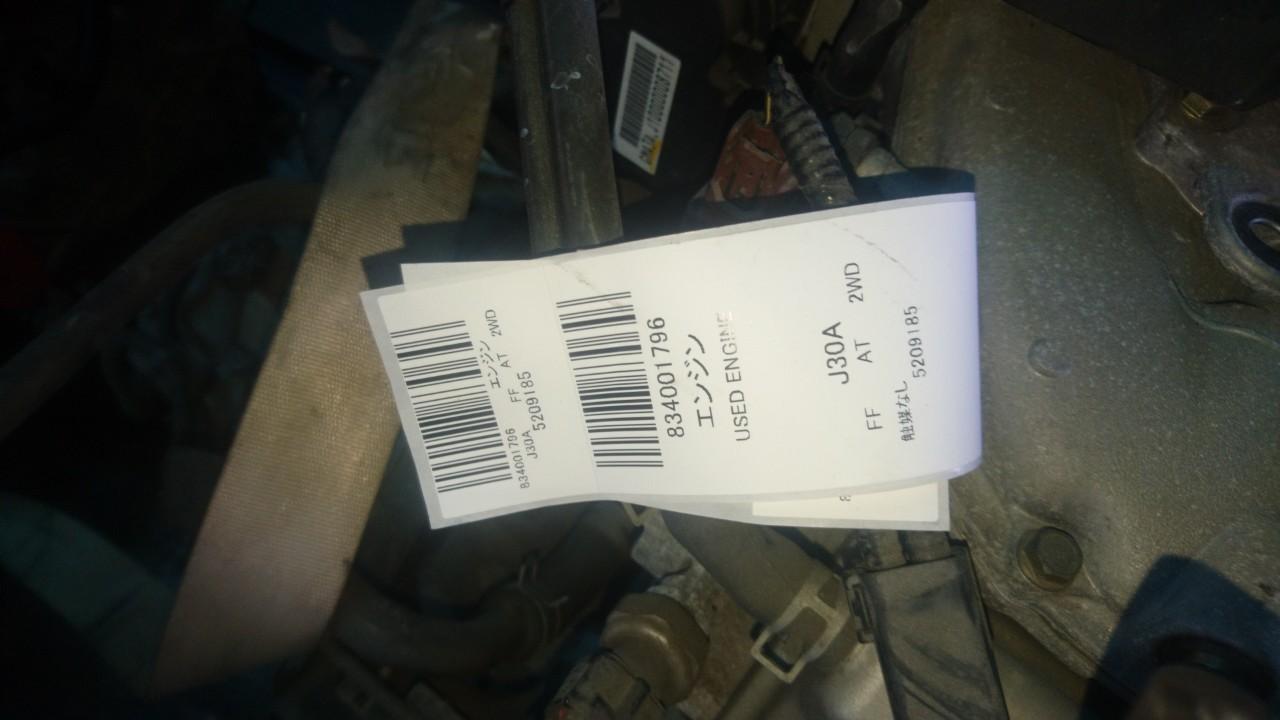 834001796 エンジン
J30A FF AT 2WD
5209185
834001796
エンジン
USED ENGINE
J30A
FF AT 2WD
触媒なし 5209185